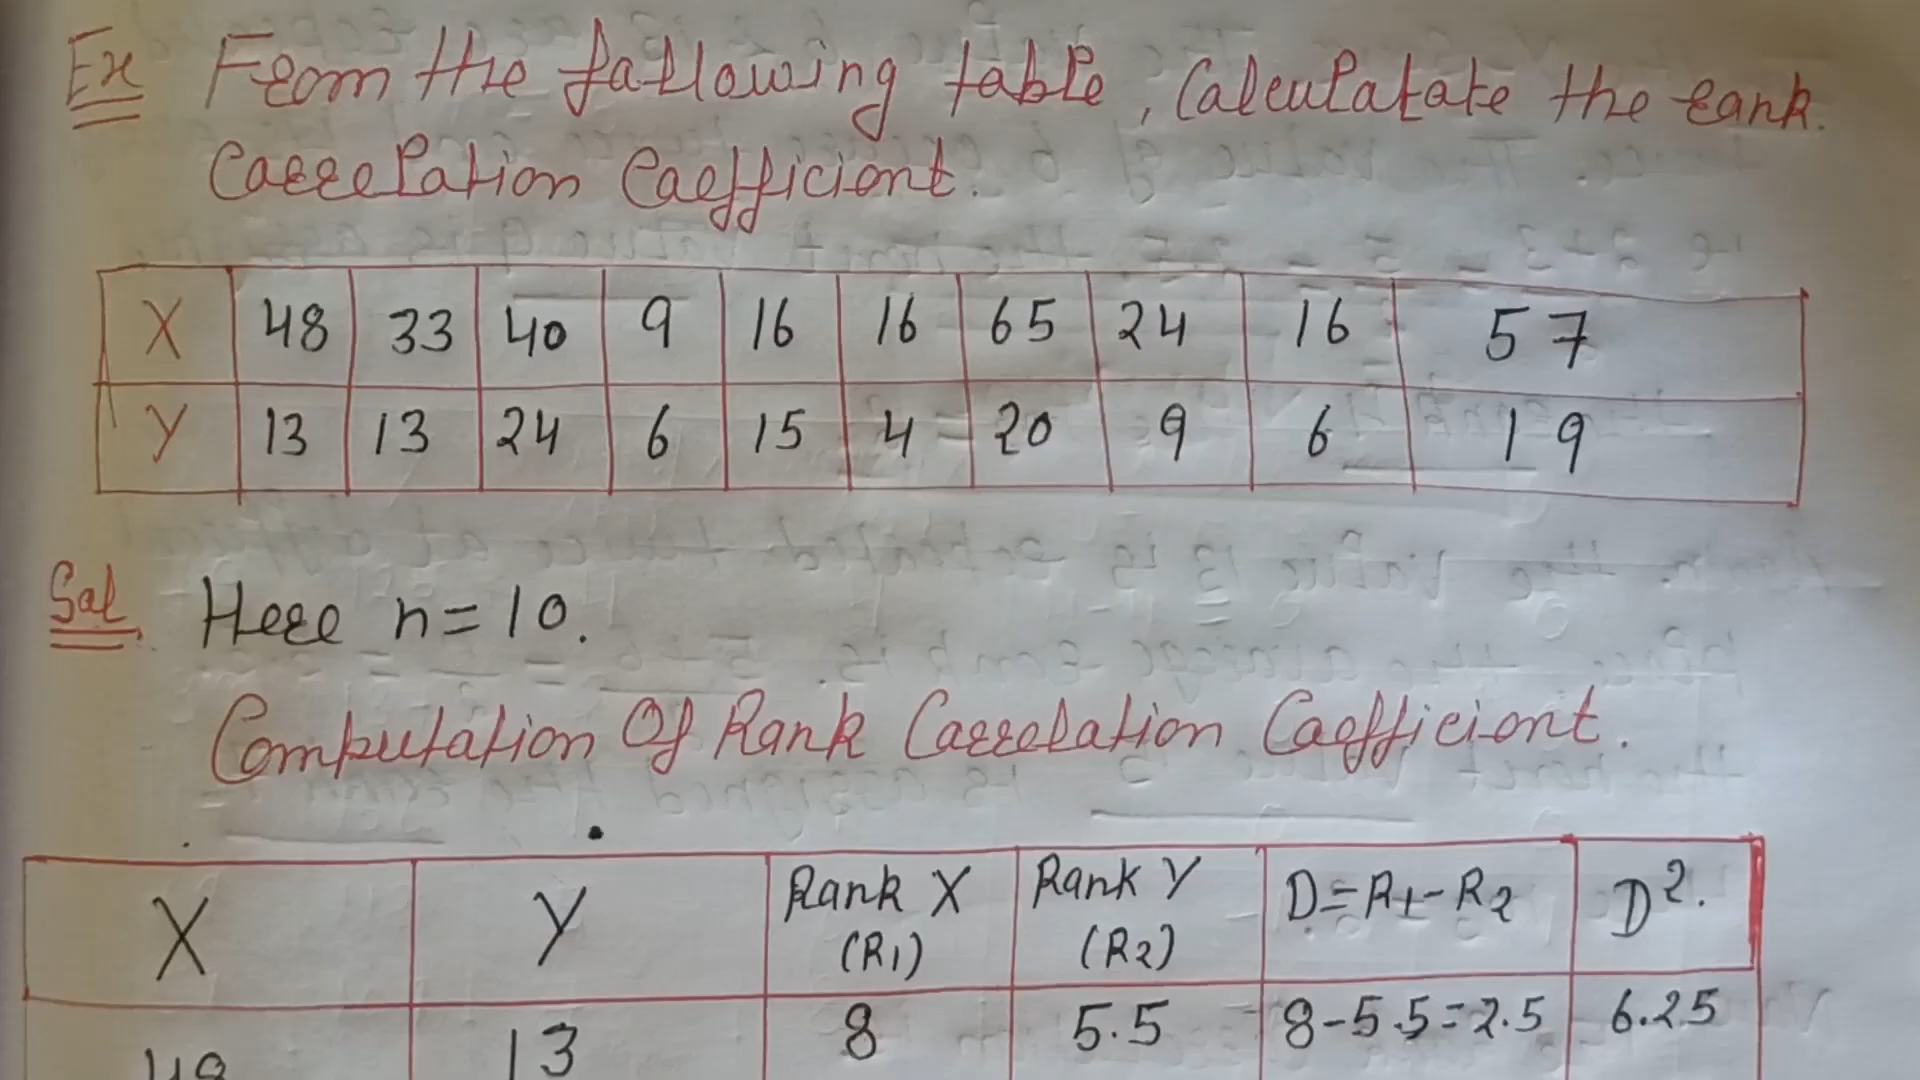 Ex From the following table, Calculatate the rank
Correlation Coefficient.
X 48 33 40 9 16 16 65 24 16 57
Y 13 13 24 6 15 4 20 9 6 19
Sol. Here n=10.
Computation Of Rank Correlation Coefficient.
X Y Rank X (R1) Rank Y (R2) D=R1-R2 D².
48 13 8 5.5 8-5.5=2.5 6.25